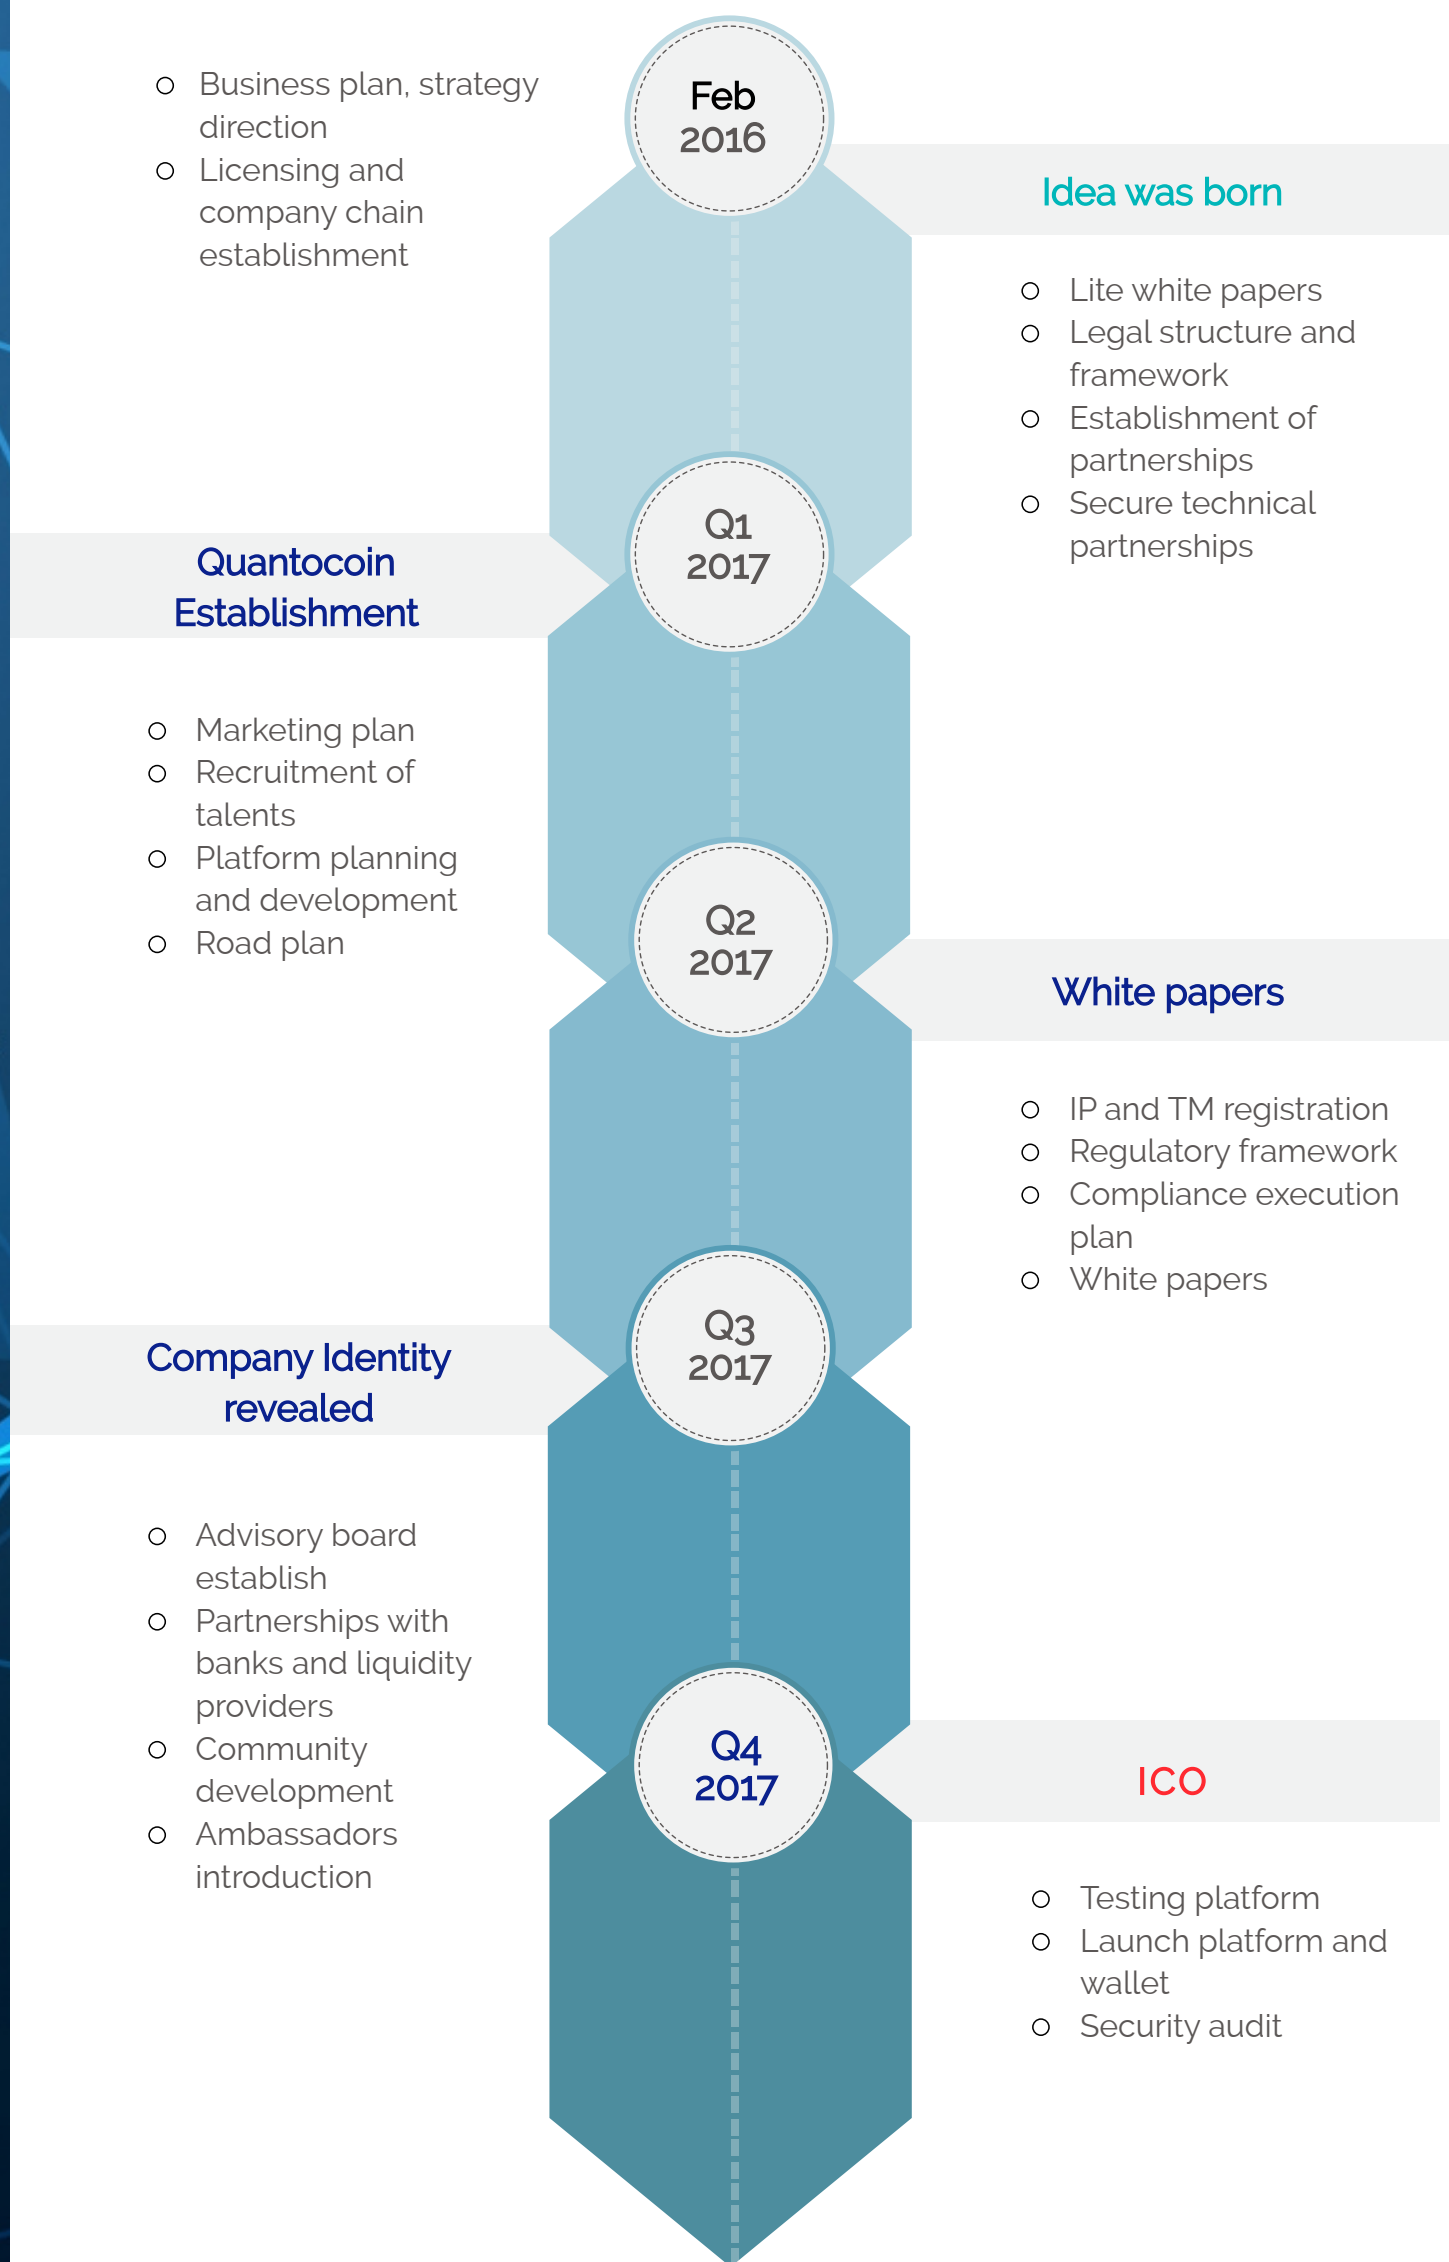 Business plan, strategy
direction
Licensing and
company chain
establishment
Feb
2016
Idea was born
Lite white papers
Legal structure and
framework
Establishment of
partnerships
Secure technical
partnerships
Q1
2017
Quantocoin
Establishment
Marketing plan
Recruitment of
talents
Platform planning
and development
Road plan
Q2
2017
White papers
IP and TM registration
Regulatory framework
Compliance execution
plan
White papers
Q3
2017
Company Identity
revealed
Advisory board
establish
Partnerships with
banks and liquidity
providers
Community
development
Ambassadors
introduction
Q4
2017
ICO
Testing platform
Launch platform and
wallet
Security audit